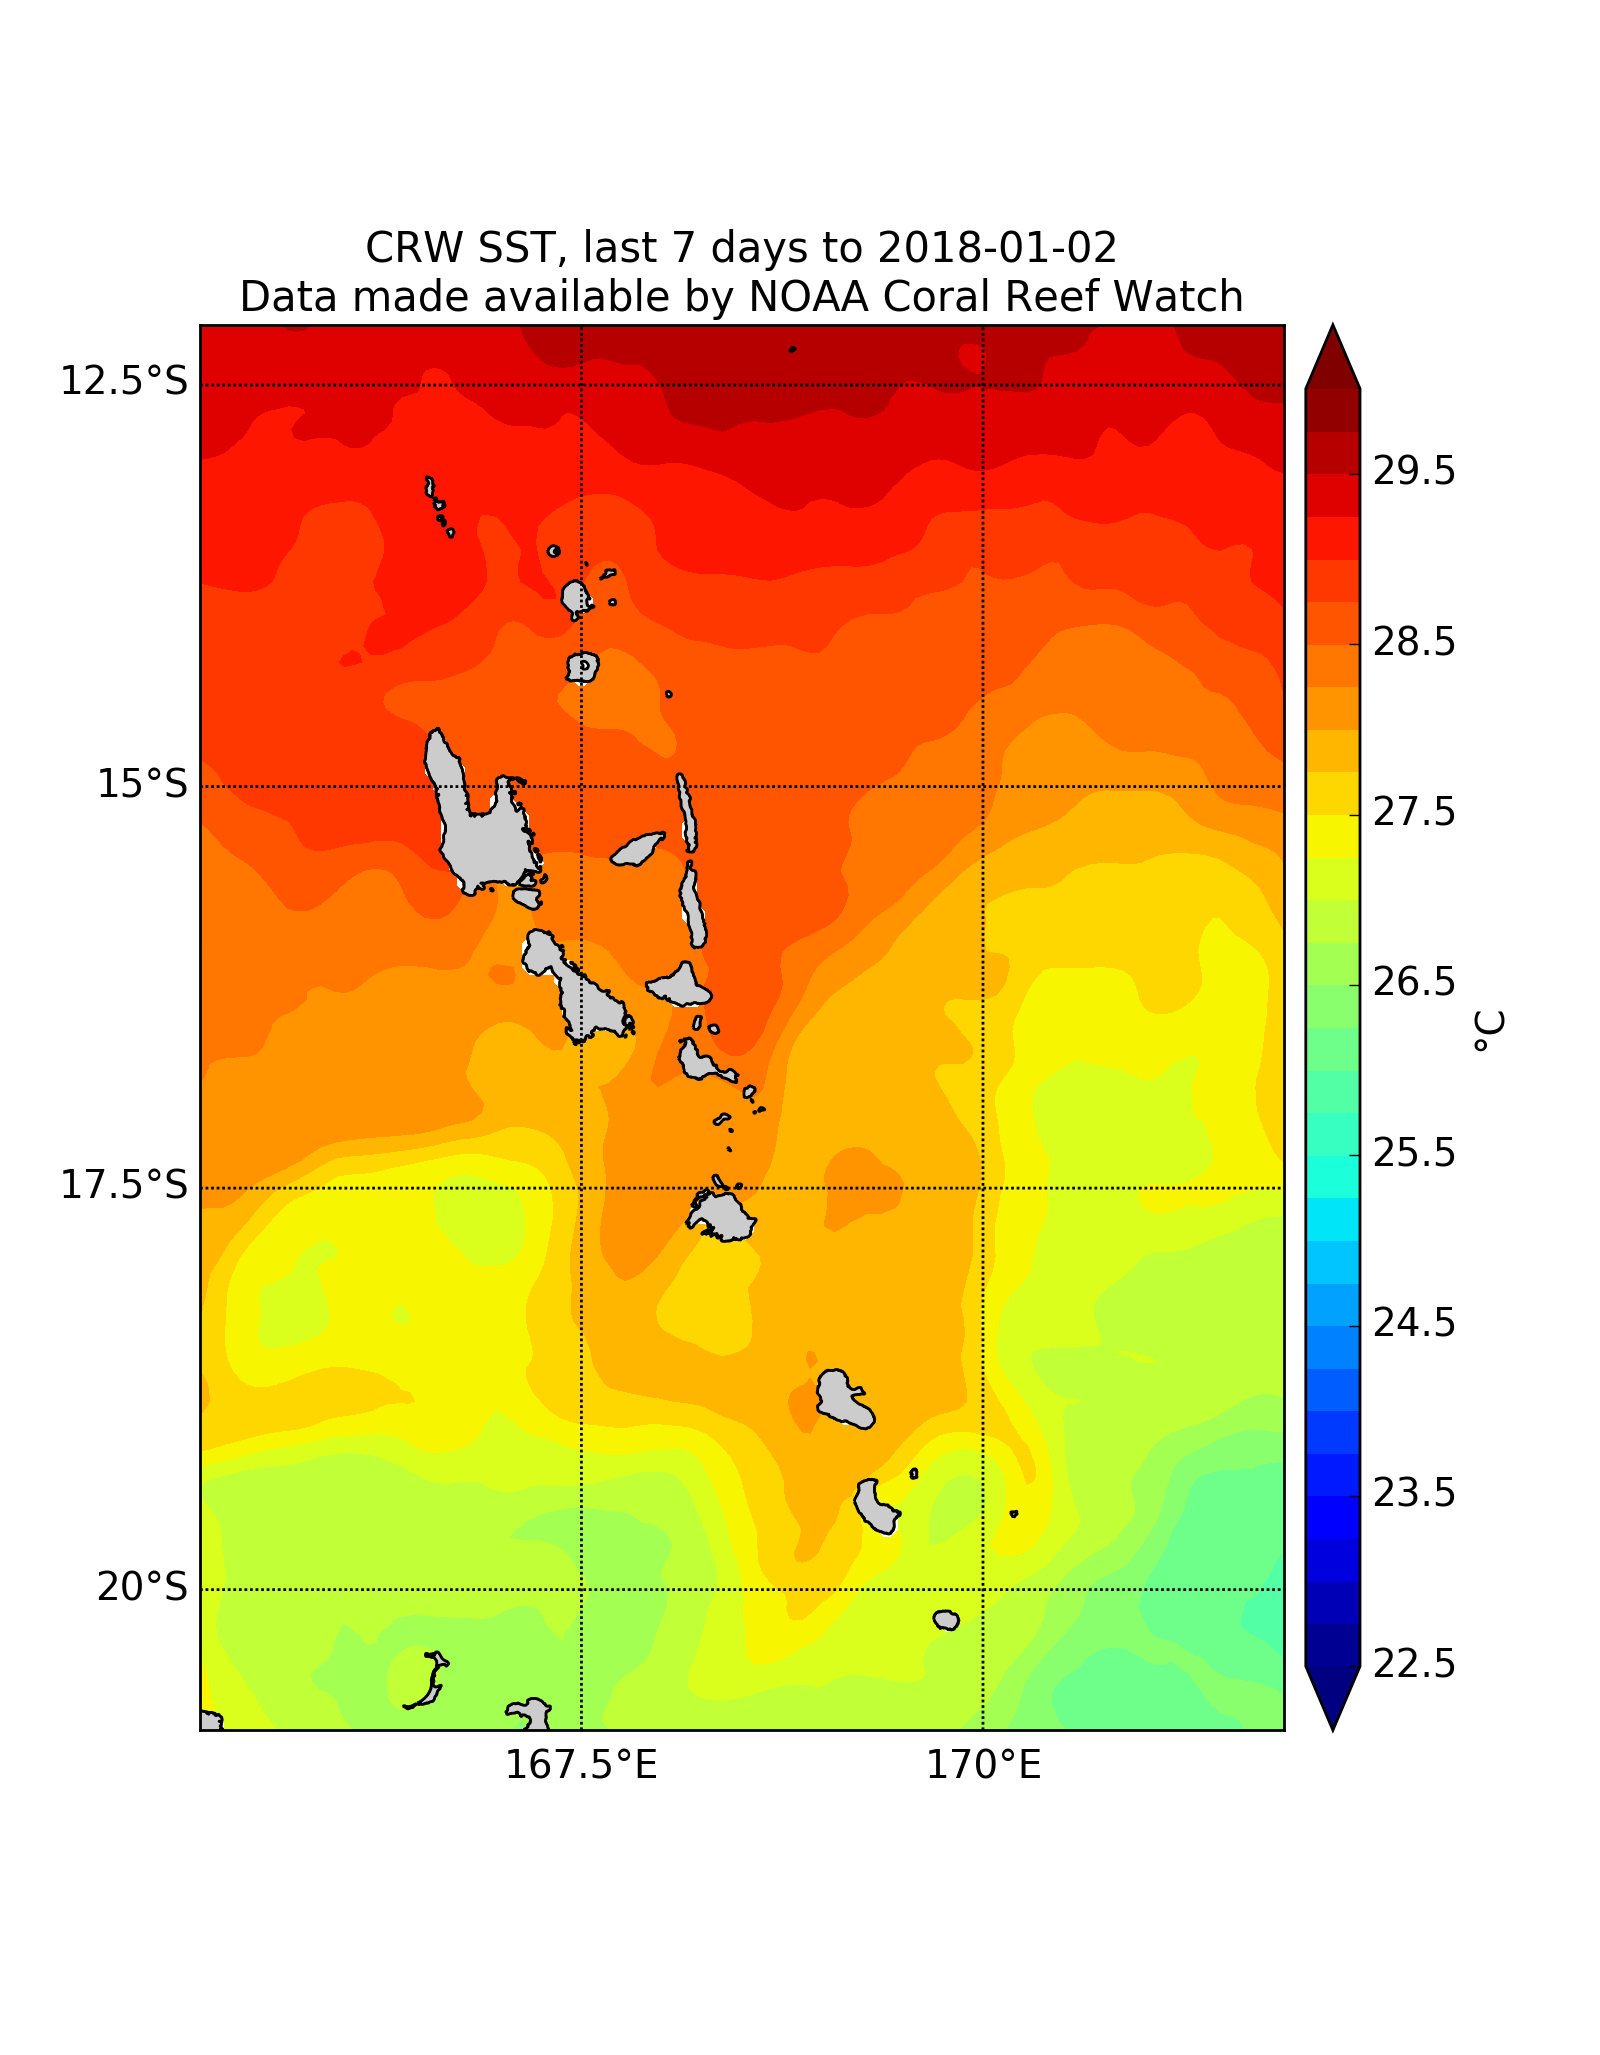 CRW SST, last 7 days to 2018-01-02
Data made available by NOAA Coral Reef Watch
12.5°S
15°S
17.5°S
20°S
167.5°E
170°E
29.5
28.5
27.5
26.5
25.5
24.5
23.5
22.5
°C